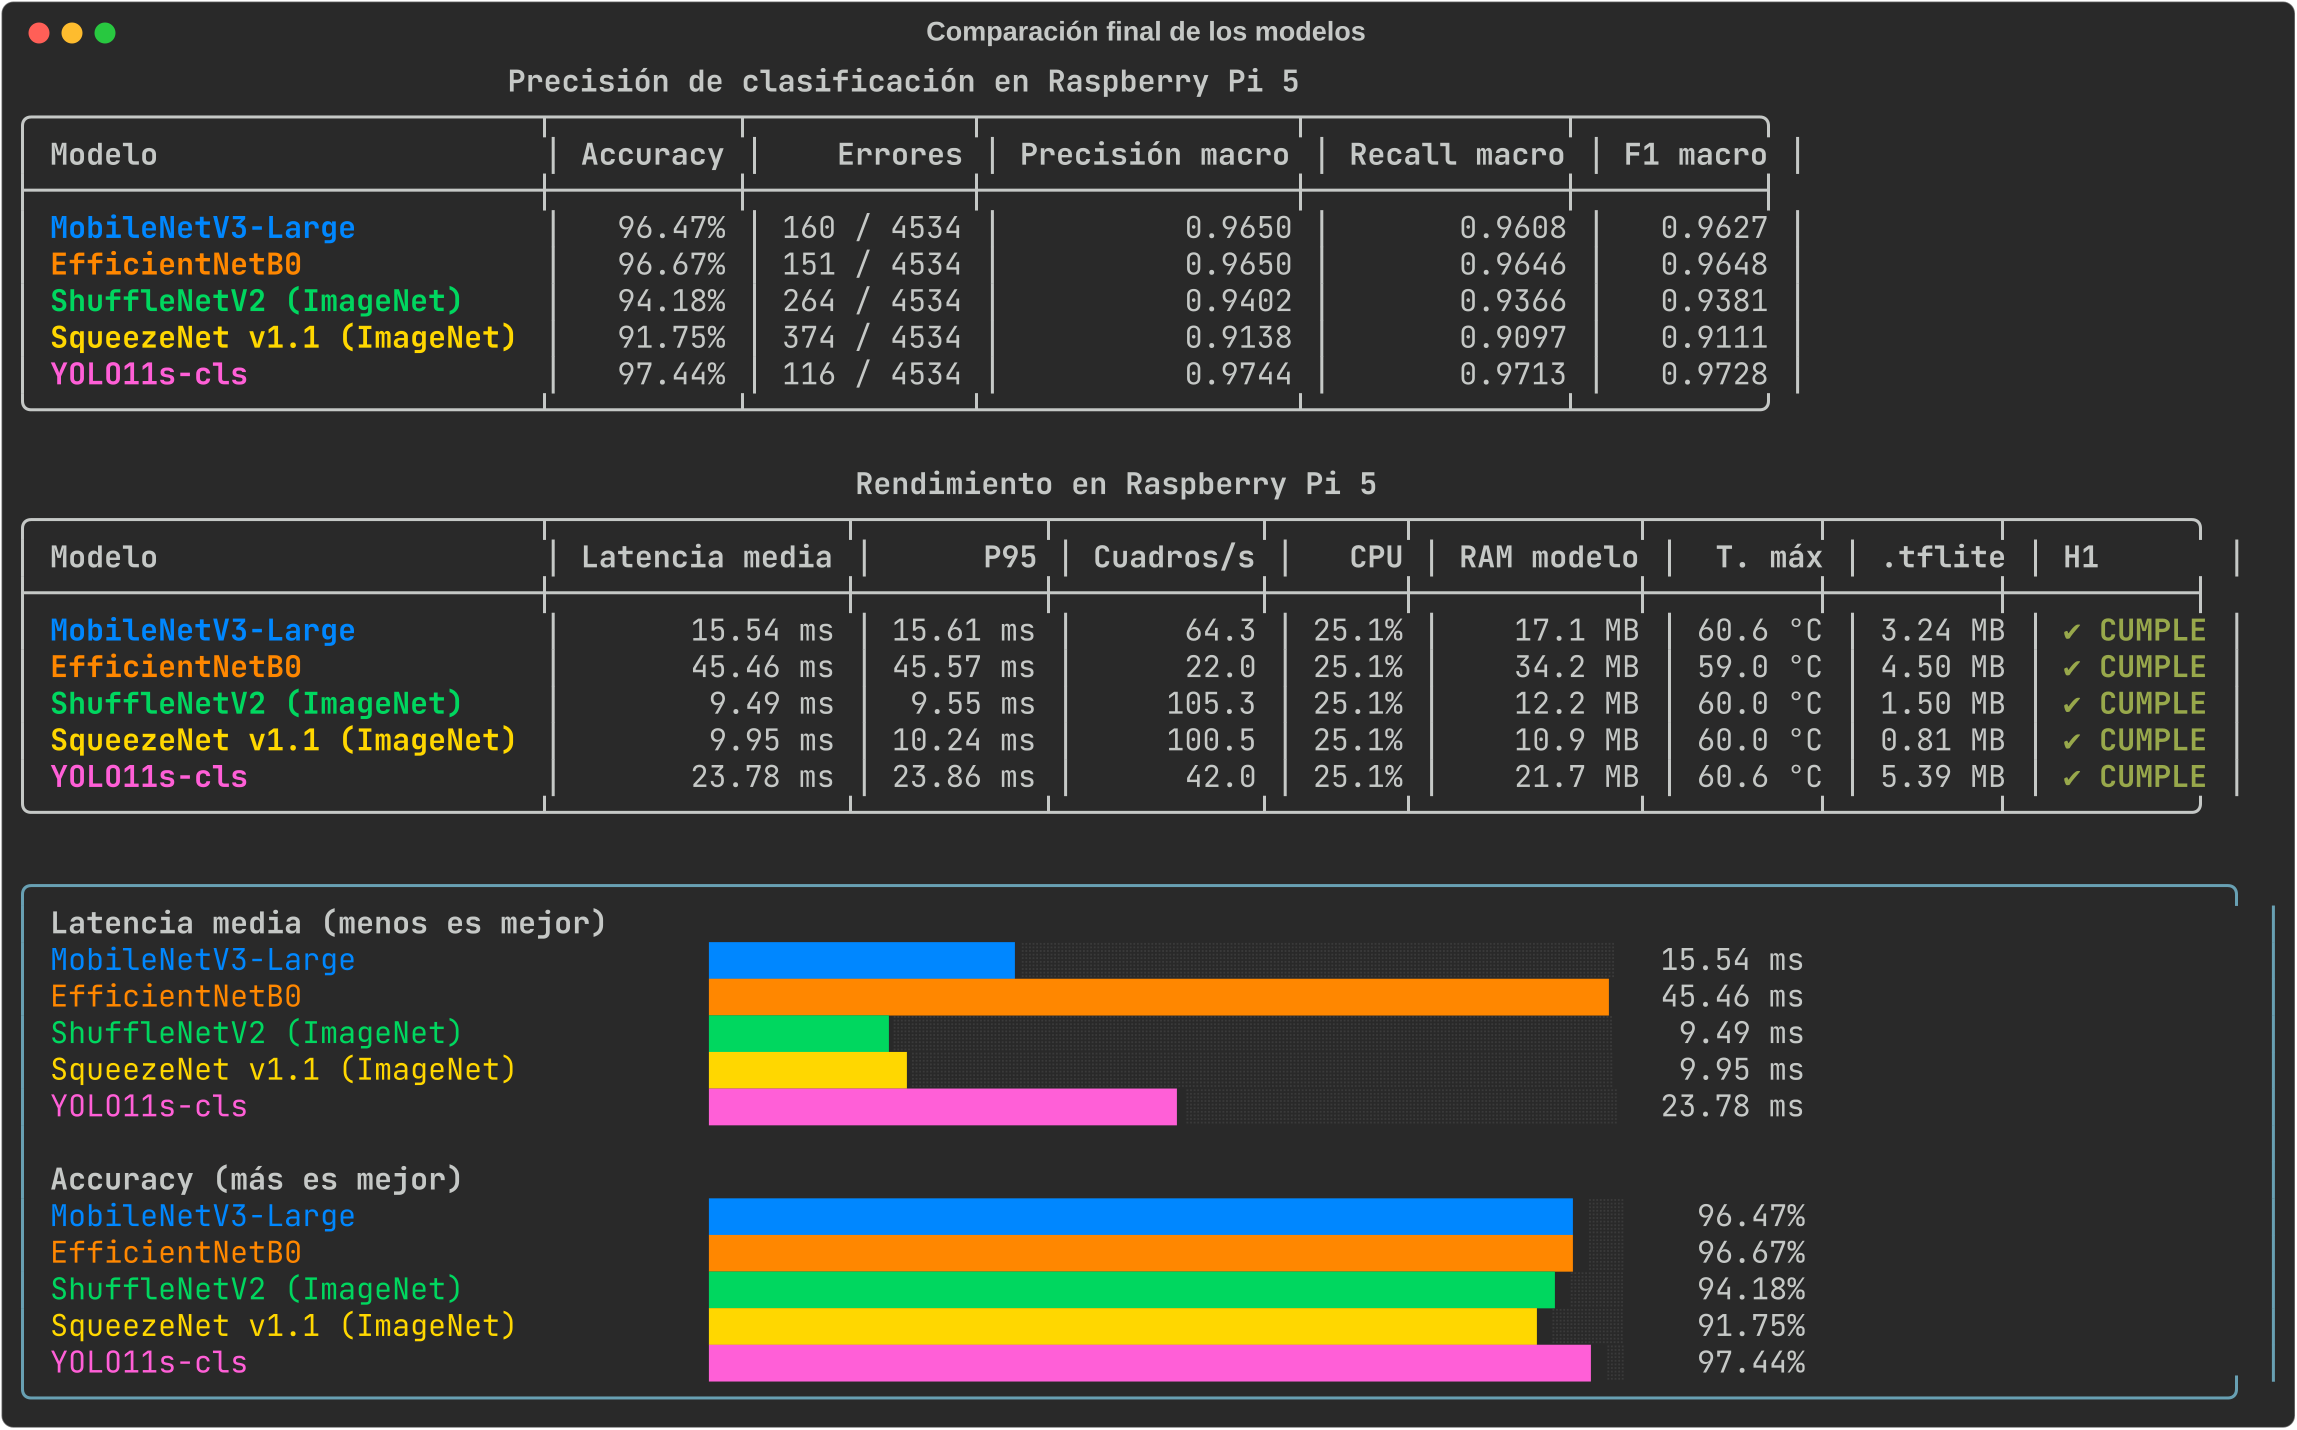 Comparación final de los modelos
Precisión de clasificación en Raspberry Pi 5
Modelo Accuracy Errores Precisión macro Recall macro F1 macro
MobileNetV3-Large 96.47% 160 / 4534 0.9650 0.9608 0.9627
EfficientNetB0 96.67% 151 / 4534 0.9650 0.9646 0.9648
ShuffleNetV2 (ImageNet) 94.18% 264 / 4534 0.9402 0.9366 0.9381
SqueezeNet v1.1 (ImageNet) 91.75% 374 / 4534 0.9138 0.9097 0.9111
YOLO11s-cls 97.44% 116 / 4534 0.9744 0.9713 0.9728
Rendimiento en Raspberry Pi 5
Modelo Latencia media P95 Cuadros/s CPU RAM modelo T. máx .tflite H1
MobileNetV3-Large 15.54 ms 15.61 ms 64.3 25.1% 17.1 MB 60.6 °C 3.24 MB ✔ CUMPLE
EfficientNetB0 45.46 ms 45.57 ms 22.0 25.1% 34.2 MB 59.0 °C 4.50 MB ✔ CUMPLE
ShuffleNetV2 (ImageNet) 9.49 ms 9.55 ms 105.3 25.1% 12.2 MB 60.0 °C 1.50 MB ✔ CUMPLE
SqueezeNet v1.1 (ImageNet) 9.95 ms 10.24 ms 100.5 25.1% 10.9 MB 60.0 °C 0.81 MB ✔ CUMPLE
YOLO11s-cls 23.78 ms 23.86 ms 42.0 25.1% 21.7 MB 60.6 °C 5.39 MB ✔ CUMPLE
Latencia media (menos es mejor)
MobileNetV3-Large 15.54 ms
EfficientNetB0 45.46 ms
ShuffleNetV2 (ImageNet) 9.49 ms
SqueezeNet v1.1 (ImageNet) 9.95 ms
YOLO11s-cls 23.78 ms
Accuracy (más es mejor)
MobileNetV3-Large 96.47%
EfficientNetB0 96.67%
ShuffleNetV2 (ImageNet) 94.18%
SqueezeNet v1.1 (ImageNet) 91.75%
YOLO11s-cls 97.44%